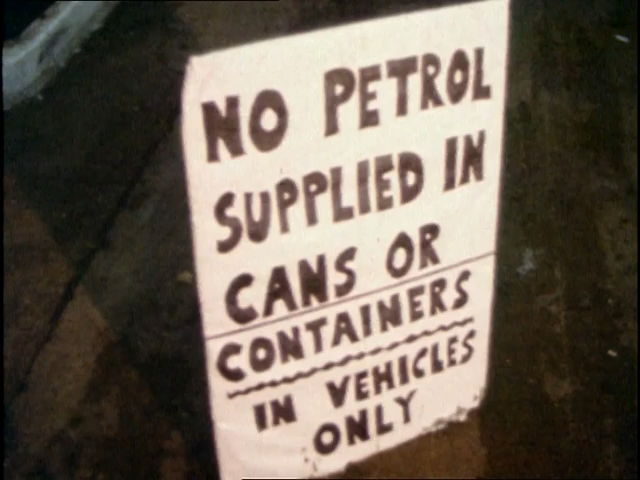 NO PETROL
SUPPLIED IN
CANS OR
CONTAINERS
IN VEHICLES
ONLY